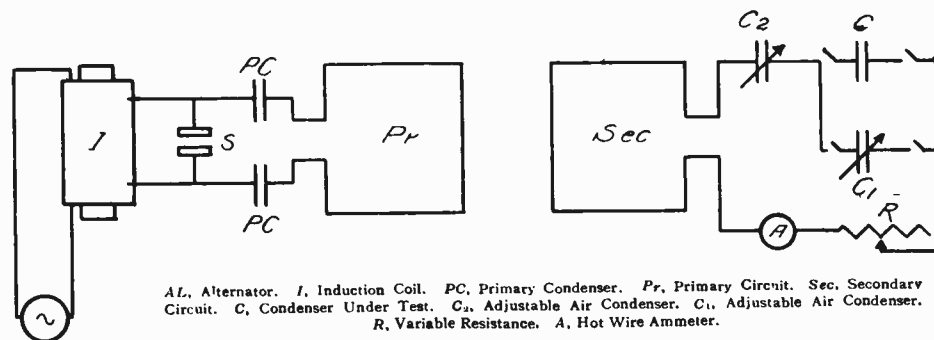 C2
C
PC
I
S
Pr
Sec
C1
PC
R
A
~
AL, Alternator. I, Induction Coil. PC, Primary Condenser. Pr, Primary Circuit. Sec, Secondary
Circuit. C, Condenser Under Test. C₂, Adjustable Air Condenser. C₁, Adjustable Air Condenser.
R, Variable Resistance. A, Hot Wire Ammeter.